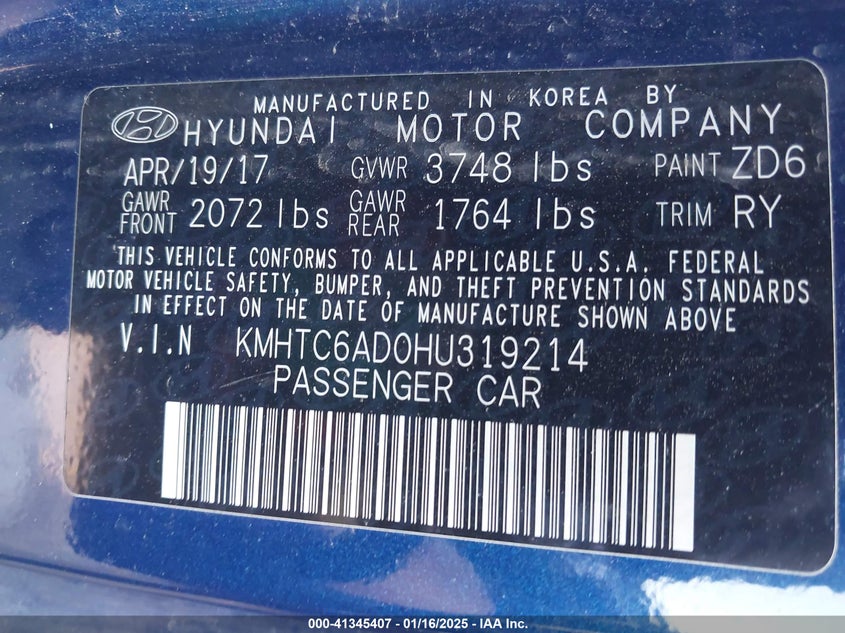 MANUFACTURED IN KOREA BY
HYUNDAI MOTOR COMPANY
APR/19/17 GVWR 3748 lbs PAINT ZD6
GAWR FRONT 2072 lbs GAWR REAR 1764 lbs TRIM RY
THIS VEHICLE CONFORMS TO ALL APPLICABLE U.S.A. FEDERAL
MOTOR VEHICLE SAFETY, BUMPER, AND THEFT PREVENTION STANDARDS
IN EFFECT ON THE DATE OF MANUFACTURE SHOWN ABOVE
V.I.N KMHTC6AD0HU319214
PASSENGER CAR
000-41345407 - 01/16/2025 - IAA Inc.